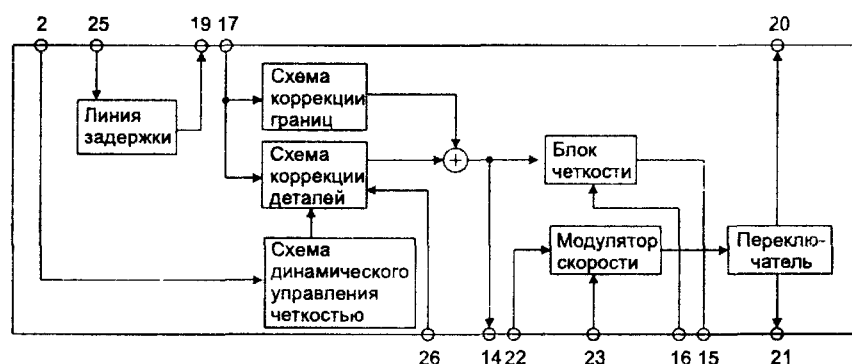 2 25 19 17 20
Схема
коррекции
границ
Линия
задержки
Схема
коррекции
деталей
+
Блок
четкости
Модулятор
скорости
Переклю-
чатель
Схема
динамического
управления
четкостью
26 14 22 23 16 15 21